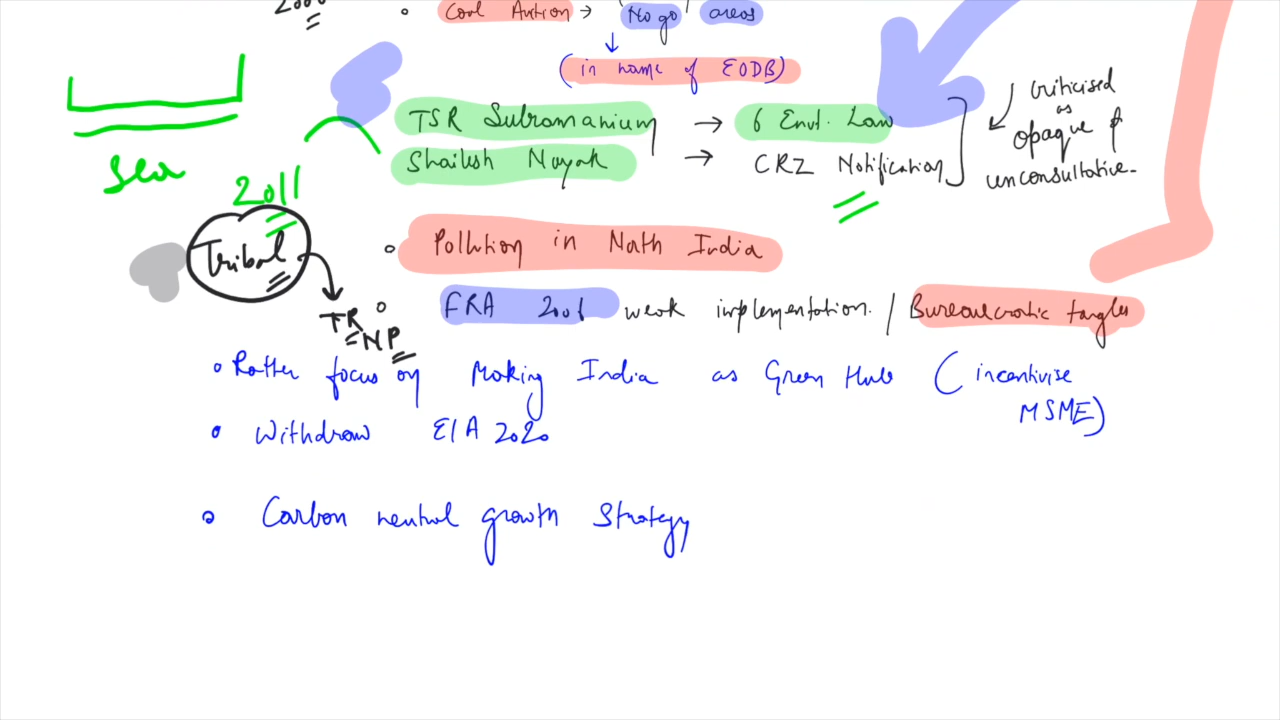 2006
Coal Auction → 'No go' areas
(in name of EODB)
TSR Subramanium → 6 Envt. Law
Shailesh Nayak → CRZ Notification
criticised
as
opaque &
unconsultative.
Sea
2011
Tribal
TR
NP
Pollution in North India
FRA 2006 weak implementation. / Bureaucratic tangles
Rather focus on Making India as Green Hub (incentivise
MSME)
Withdraw EIA 2020
Carbon neutral growth Strategy